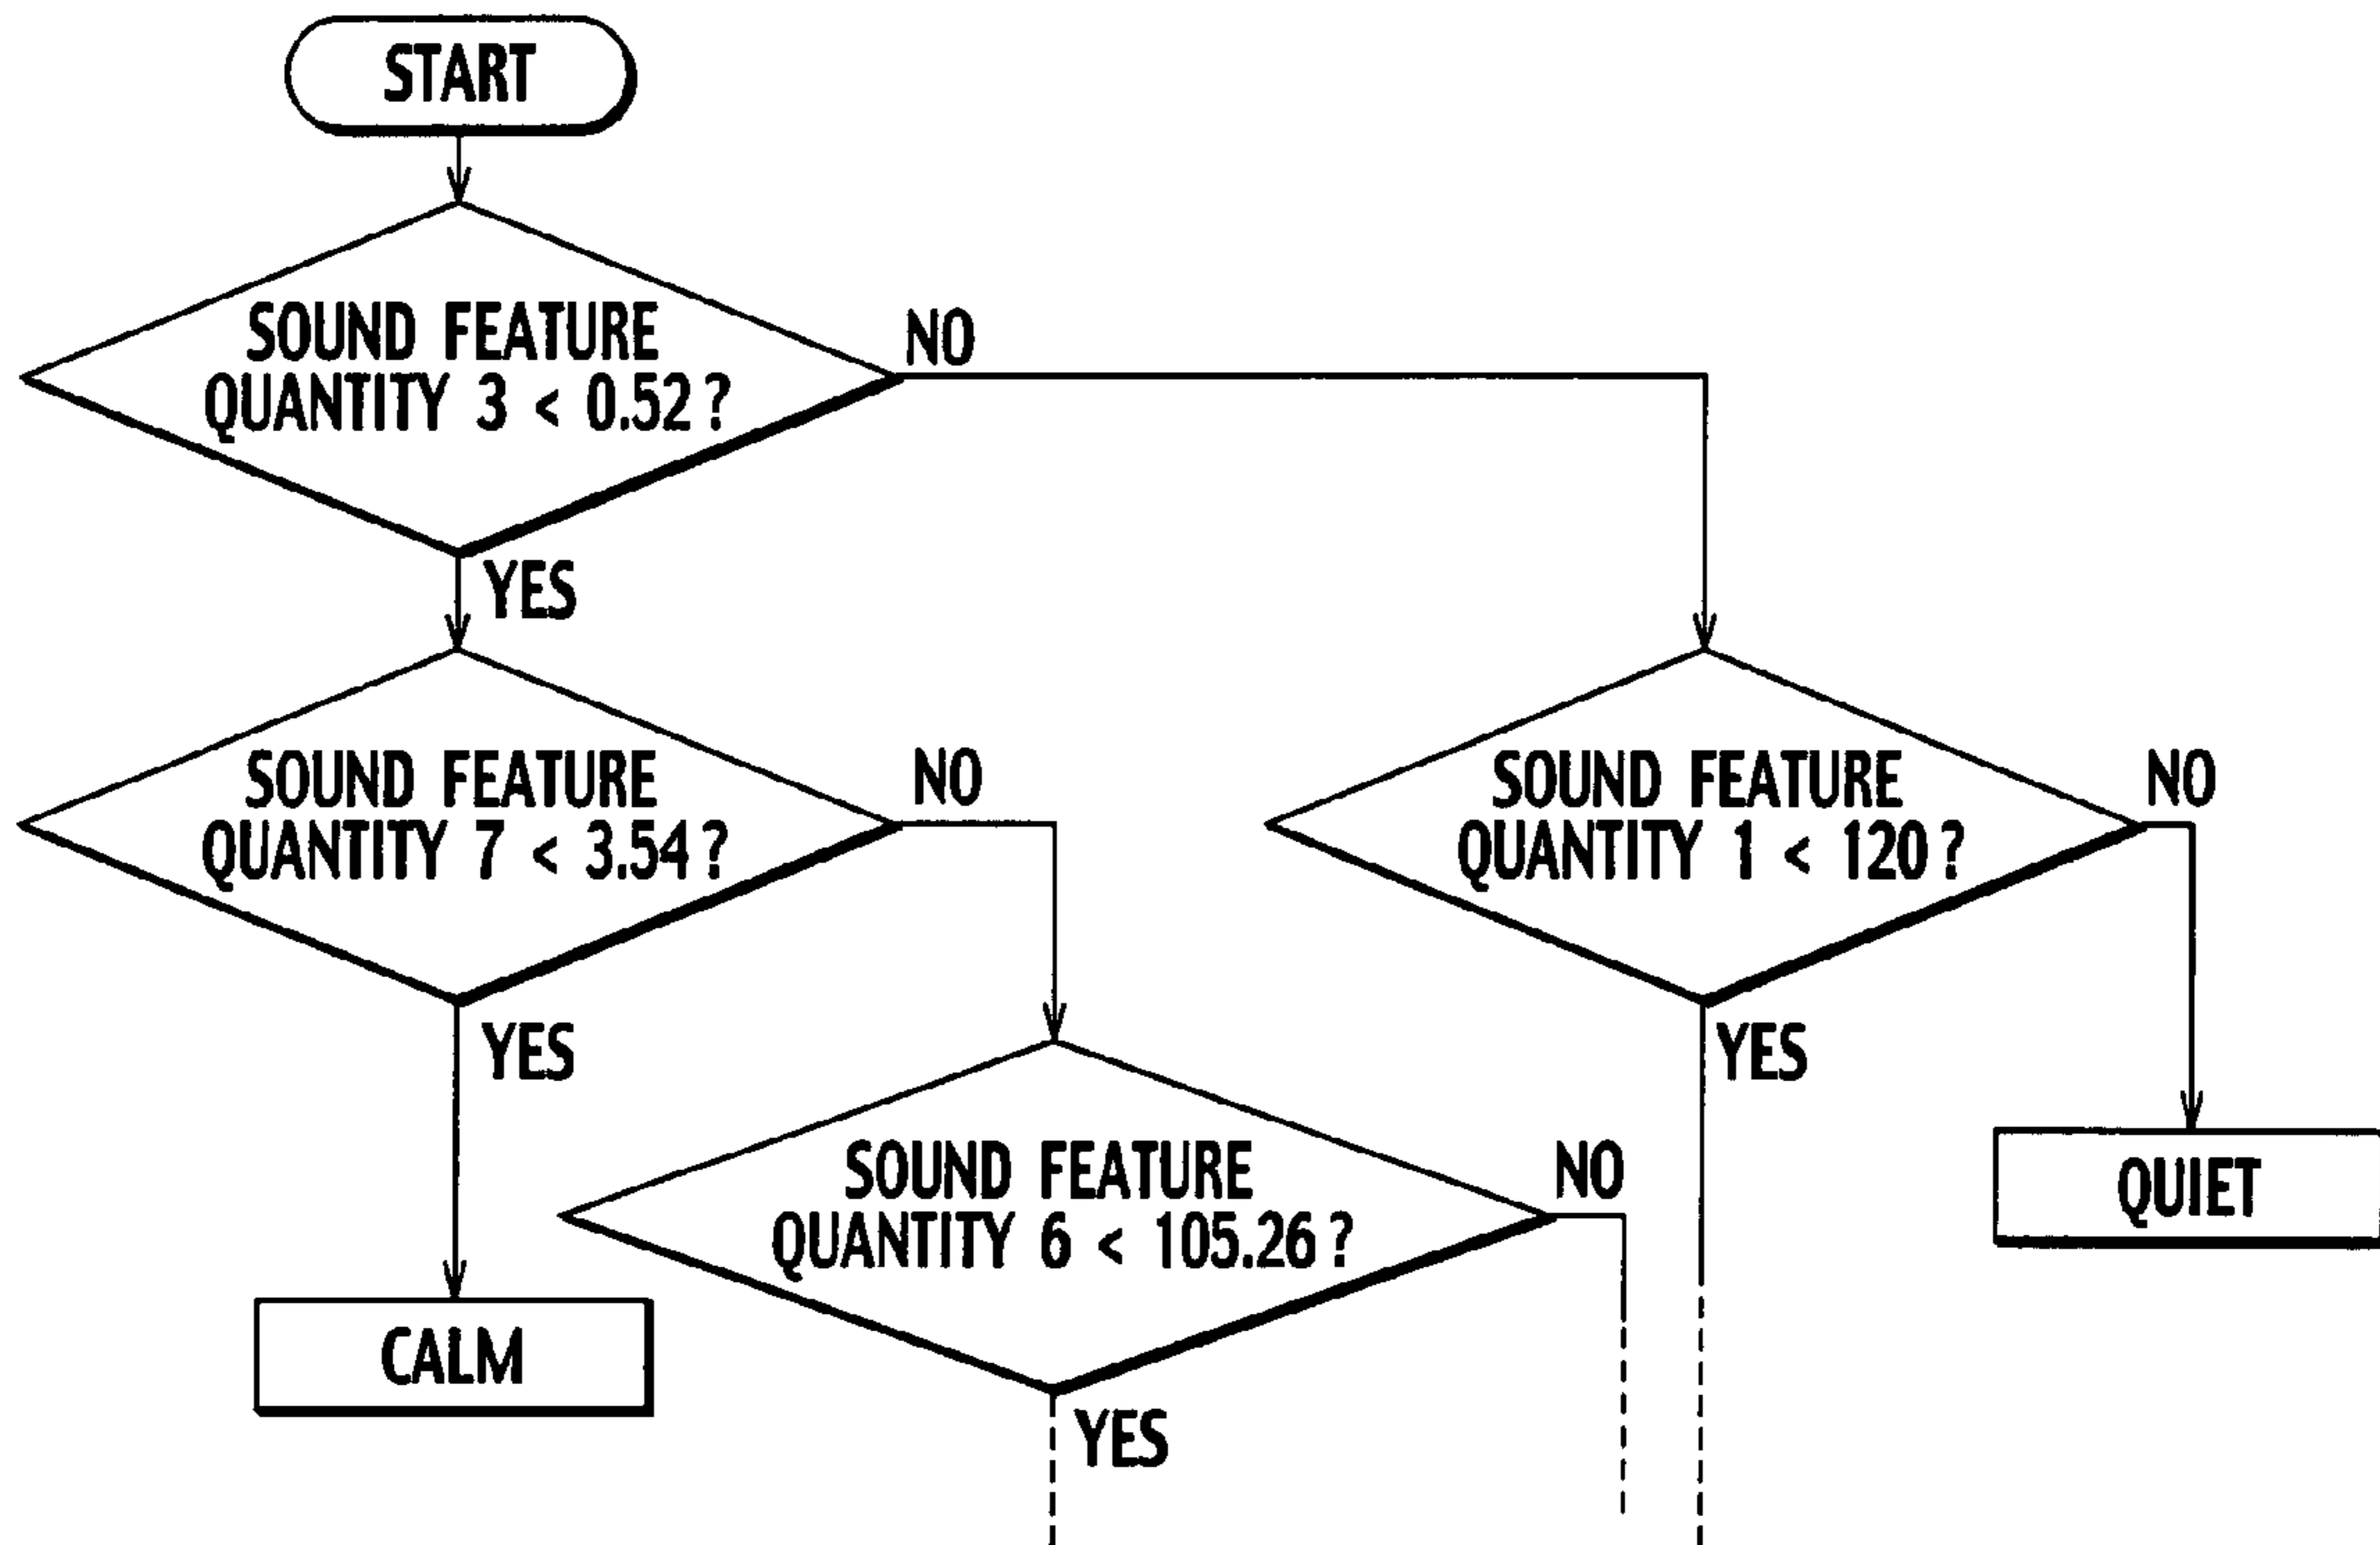 START
SOUND FEATURE
QUANTITY 3 < 0.52?
NO
YES
SOUND FEATURE
QUANTITY 7 < 3.54?
NO
YES
SOUND FEATURE
QUANTITY 1 < 120?
NO
YES
SOUND FEATURE
QUANTITY 6 < 105.26?
NO
YES
QUIET
CALM